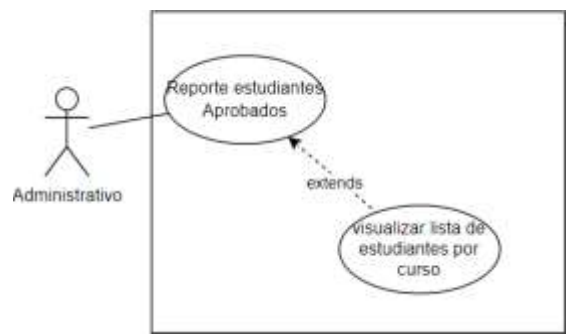 Reporte estudiantes
Aprobados
Administrativo
extends
visualizar lista de
estudiantes por
curso